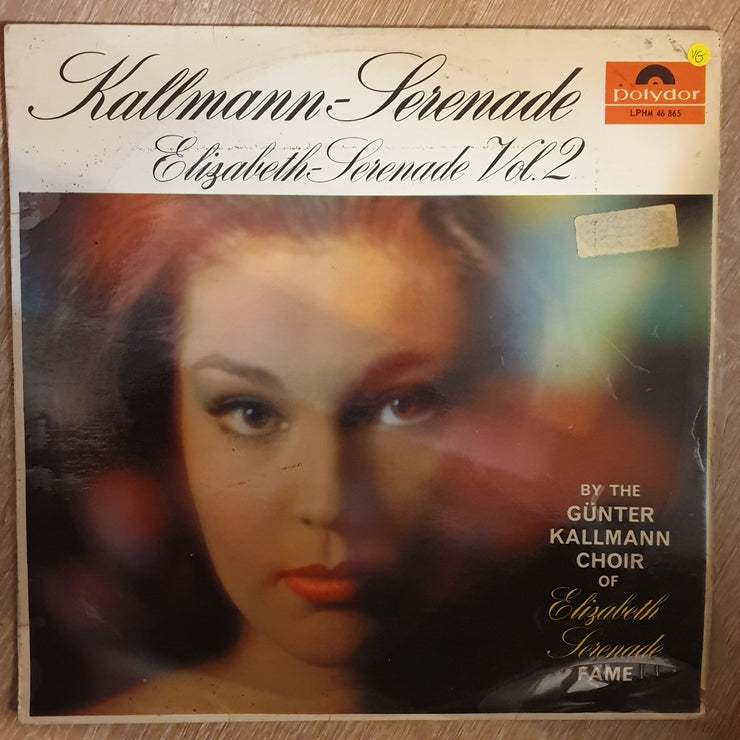 Kallmann-Serenade
Elizabeth-Serenade Vol. 2
VG
polydor
LPHM 46 865
BY THE
GÜNTER
KALLMANN
CHOIR
OF
Elizabeth
Serenade
FAME